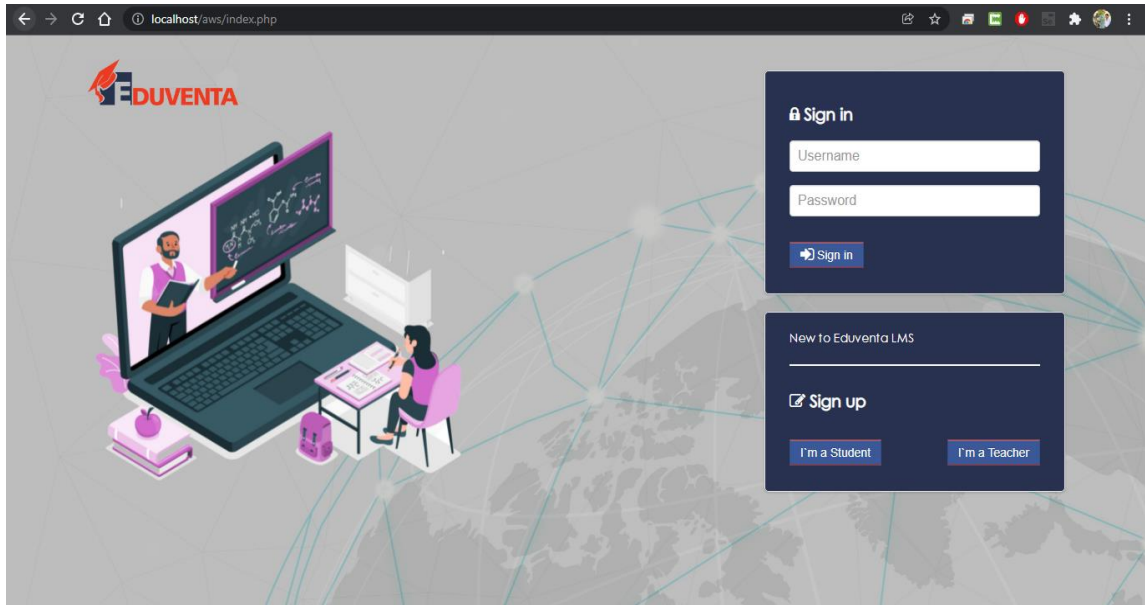 localhost/aws/index.php
EDUVENTA
Sign in
Username
Password
Sign in
New to Eduventa LMS
Sign up
I`m a Student
I`m a Teacher